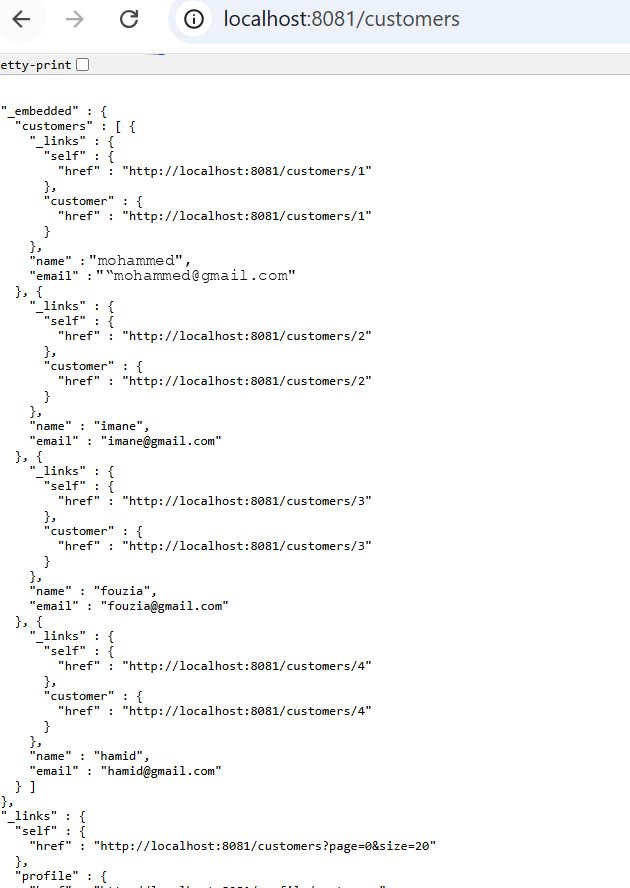 localhost:8081/customers
etty-print
"_embedded" : {
"customers" : [ {
"_links" : {
"self" : {
"href" : "http://localhost:8081/customers/1"
},
"customer" : {
"href" : "http://localhost:8081/customers/1"
}
},
"name" :"mohammed",
"email" :"“mohammed@gmail.com"
}, {
"_links" : {
"self" : {
"href" : "http://localhost:8081/customers/2"
},
"customer" : {
"href" : "http://localhost:8081/customers/2"
}
},
"name" : "imane",
"email" : "imane@gmail.com"
}, {
"_links" : {
"self" : {
"href" : "http://localhost:8081/customers/3"
},
"customer" : {
"href" : "http://localhost:8081/customers/3"
}
},
"name" : "fouzia",
"email" : "fouzia@gmail.com"
}, {
"_links" : {
"self" : {
"href" : "http://localhost:8081/customers/4"
},
"customer" : {
"href" : "http://localhost:8081/customers/4"
}
},
"name" : "hamid",
"email" : "hamid@gmail.com"
} ]
},
"_links" : {
"self" : {
"href" : "http://localhost:8081/customers?page=0&size=20"
},
"profile" : {